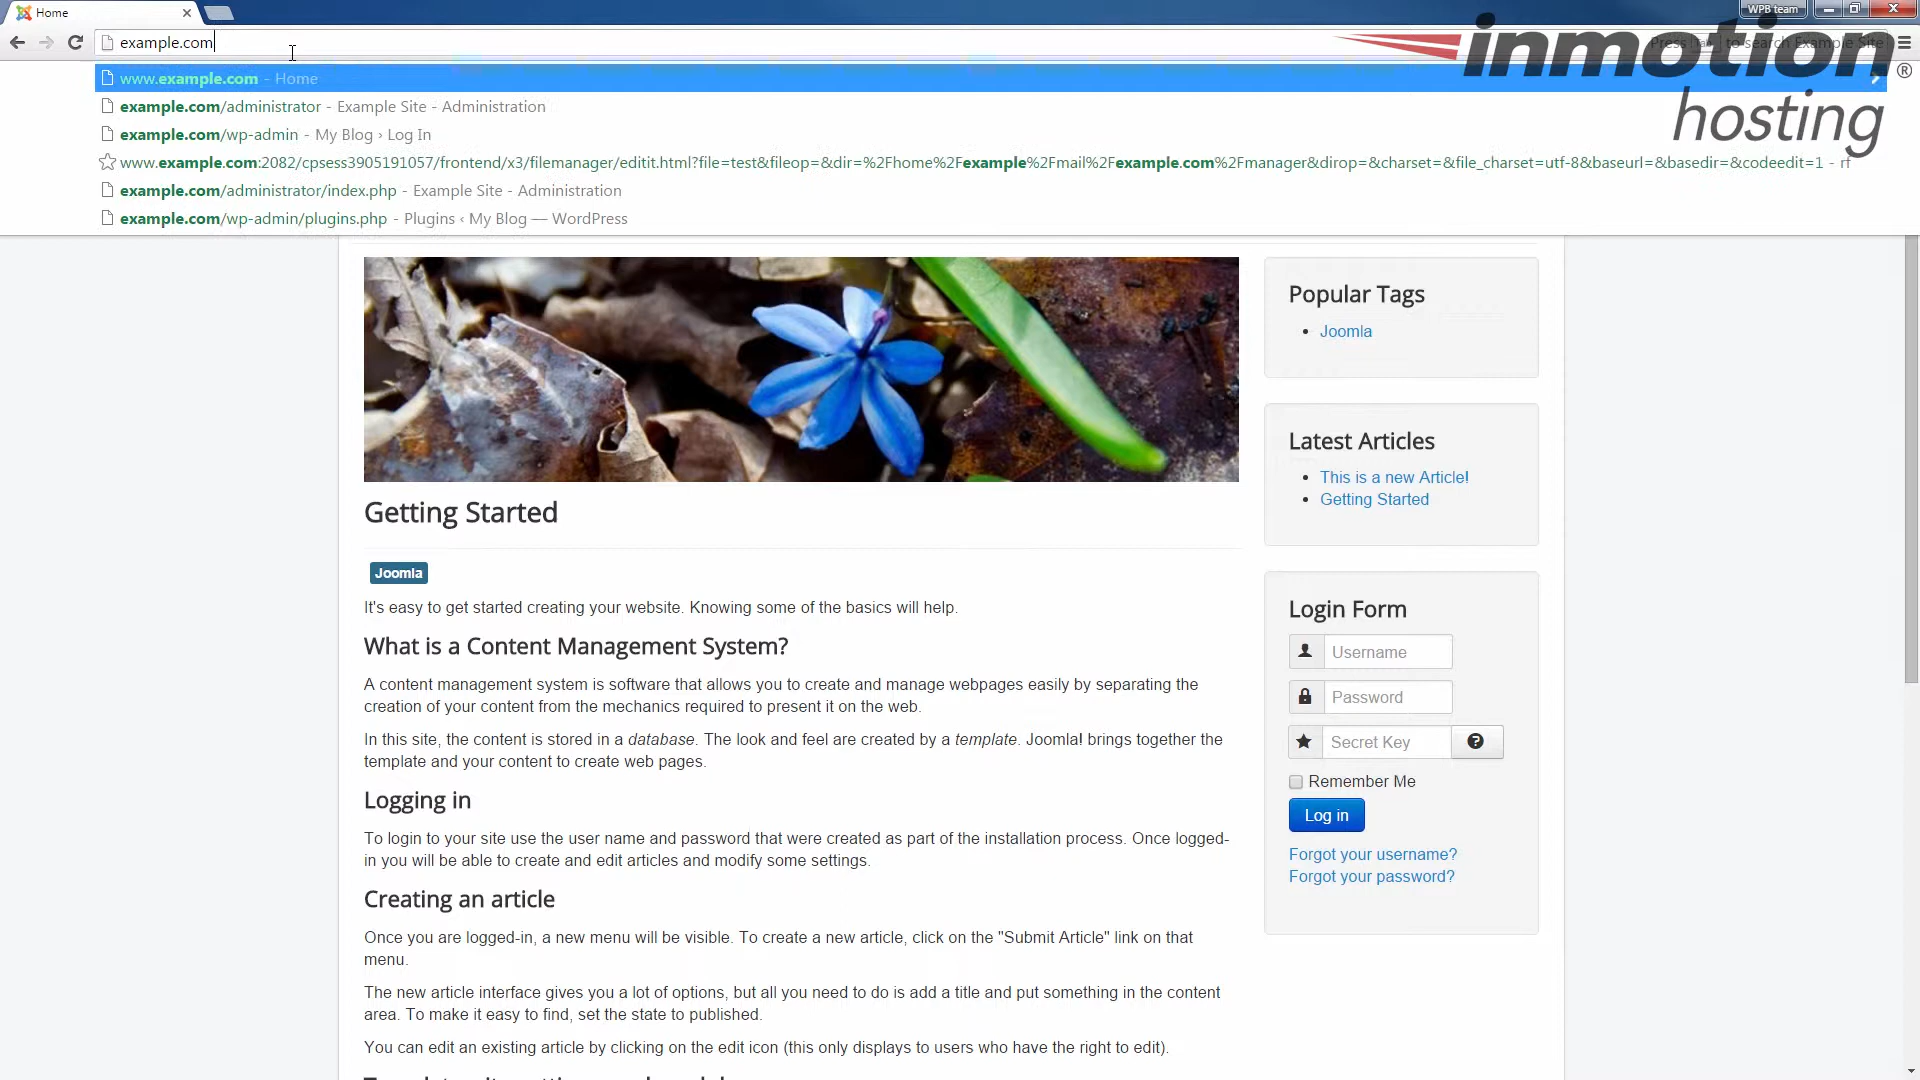 Home
WPB team
example.com
Press Tab to search Example Site
inmotion
hosting
®
www.example.com - Home
example.com/administrator - Example Site - Administration
example.com/wp-admin - My Blog › Log In
www.example.com:2082/cpsess3905191057/frontend/x3/filemanager/editit.html?file=test&fileop=&dir=%2Fhome%2Fexample%2Fmail%2Fexample.com%2Fmanager&dirop=&charset=&file_charset=utf-8&baseurl=&basedir=&codeedit=1 - rf
example.com/administrator/index.php - Example Site - Administration
example.com/wp-admin/plugins.php - Plugins ‹ My Blog — WordPress
Getting Started
Joomla
It's easy to get started creating your website. Knowing some of the basics will help.
What is a Content Management System?
A content management system is software that allows you to create and manage webpages easily by separating the
creation of your content from the mechanics required to present it on the web.
In this site, the content is stored in a database. The look and feel are created by a template. Joomla! brings together the
template and your content to create web pages.
Logging in
To login to your site use the user name and password that were created as part of the installation process. Once logged-
in you will be able to create and edit articles and modify some settings.
Creating an article
Once you are logged-in, a new menu will be visible. To create a new article, click on the "Submit Article" link on that
menu.
The new article interface gives you a lot of options, but all you need to do is add a title and put something in the content
area. To make it easy to find, set the state to published.
You can edit an existing article by clicking on the edit icon (this only displays to users who have the right to edit).
Popular Tags
Joomla
Latest Articles
This is a new Article!
Getting Started
Login Form
Username
Password
Secret Key
Remember Me
Log in
Forgot your username?
Forgot your password?